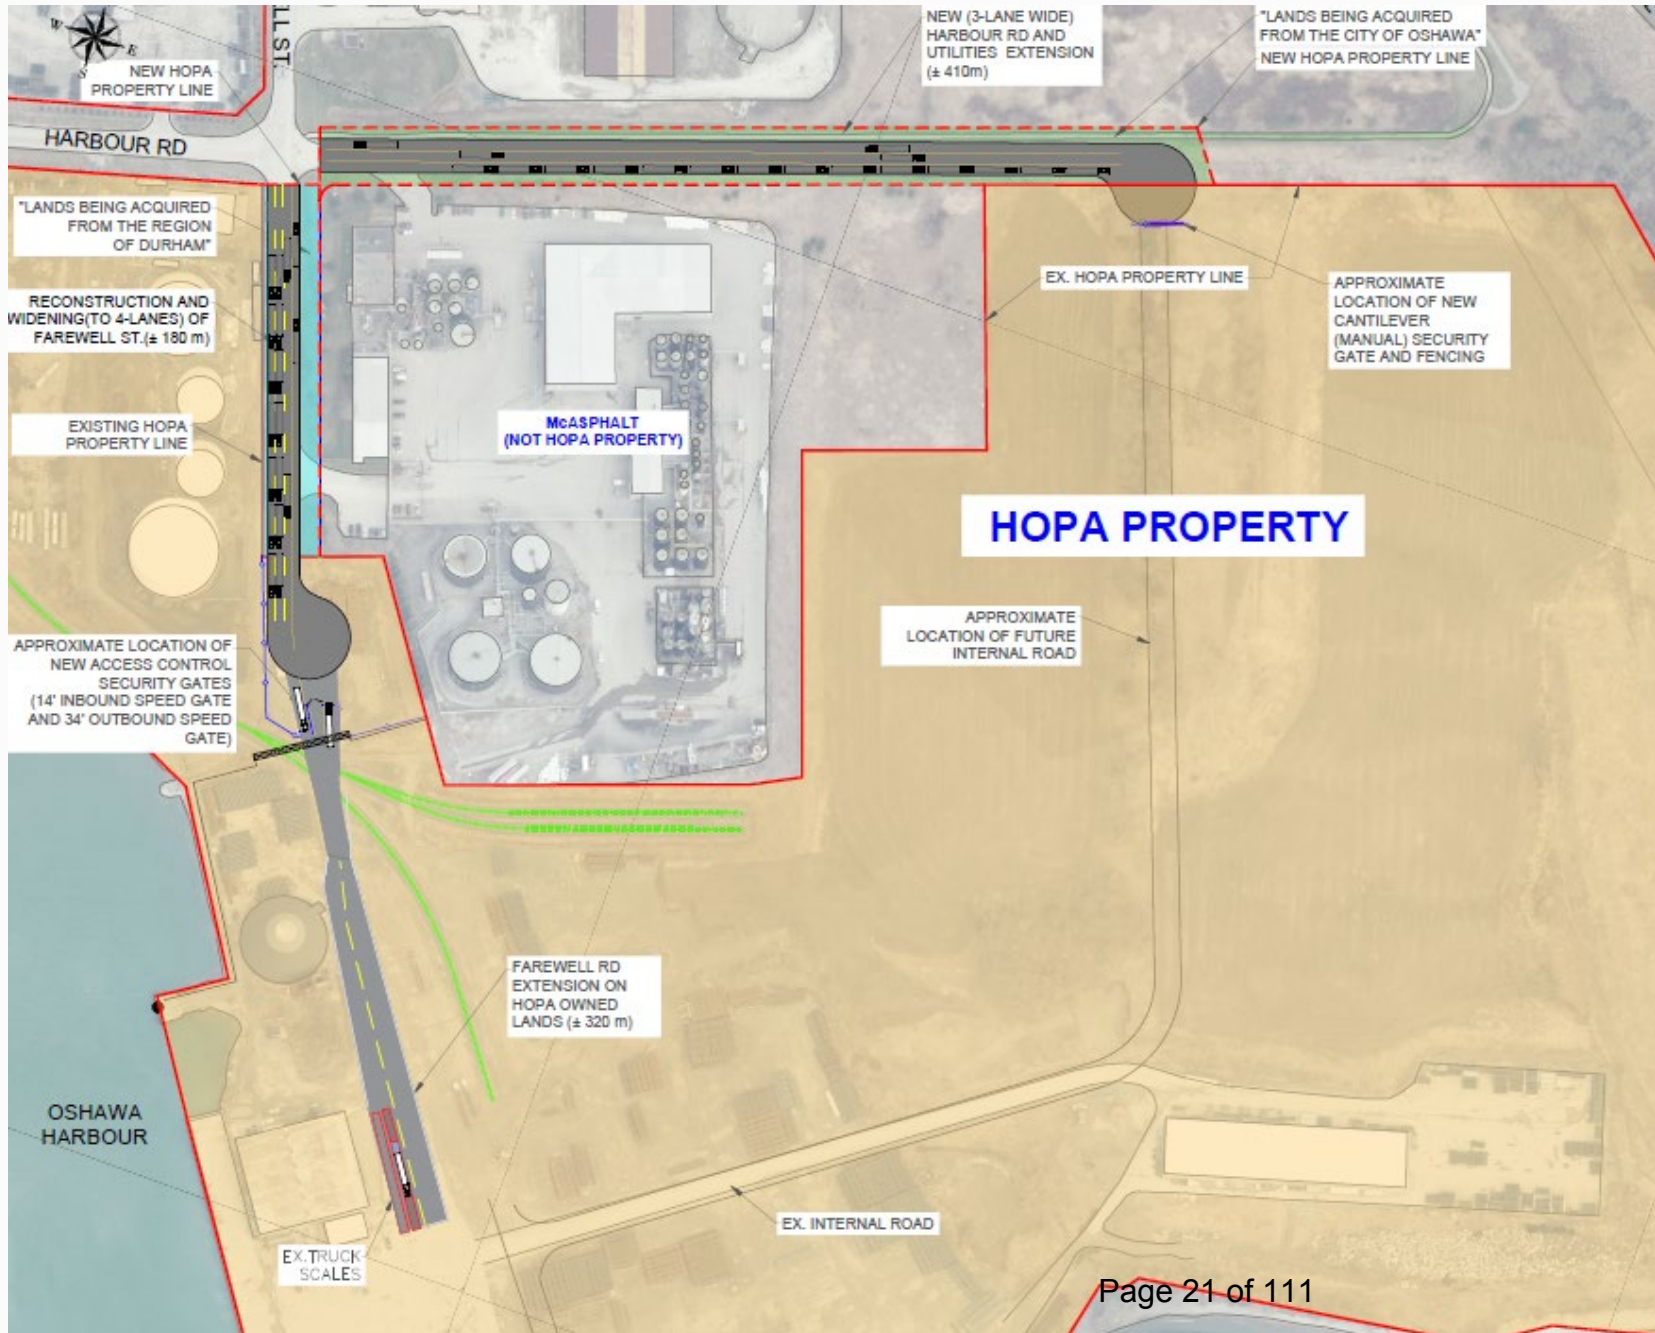 W
E
S
LL ST.
NEW HOPA
PROPERTY LINE
NEW (3-LANE WIDE)
HARBOUR RD AND
UTILITIES EXTENSION
(± 410m)
"LANDS BEING ACQUIRED
FROM THE CITY OF OSHAWA"
NEW HOPA PROPERTY LINE
HARBOUR RD
"LANDS BEING ACQUIRED
FROM THE REGION
OF DURHAM"
RECONSTRUCTION AND
WIDENING(TO 4-LANES) OF
FAREWELL ST.(± 180 m)
EX. HOPA PROPERTY LINE
APPROXIMATE
LOCATION OF NEW
CANTILEVER
(MANUAL) SECURITY
GATE AND FENCING
EXISTING HOPA
PROPERTY LINE
McASPHALT
(NOT HOPA PROPERTY)
HOPA PROPERTY
APPROXIMATE
LOCATION OF FUTURE
INTERNAL ROAD
APPROXIMATE LOCATION OF
NEW ACCESS CONTROL
SECURITY GATES
(14' INBOUND SPEED GATE
AND 34' OUTBOUND SPEED
GATE)
FAREWELL RD
EXTENSION ON
HOPA OWNED
LANDS (± 320 m)
OSHAWA
HARBOUR
EX. INTERNAL ROAD
EX.TRUCK
SCALES
Page 21 of 111